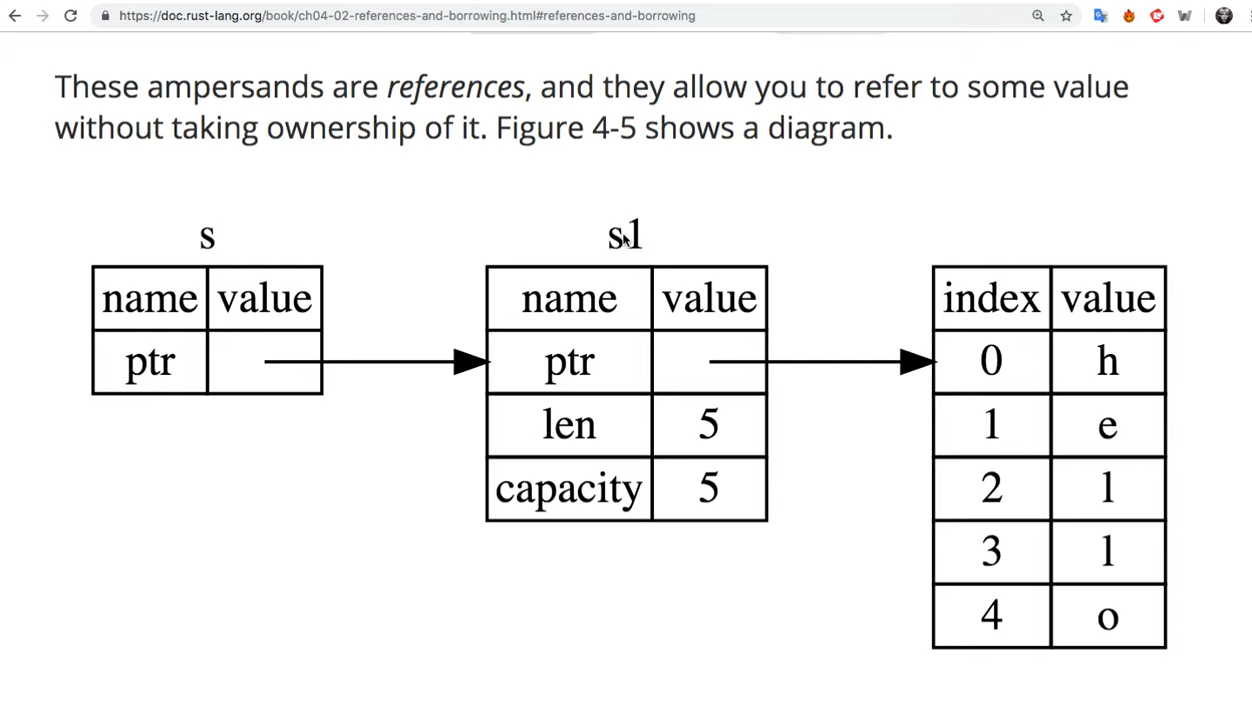 https://doc.rust-lang.org/book/ch04-02-references-and-borrowing.html#references-and-borrowing
These ampersands are references, and they allow you to refer to some value
without taking ownership of it. Figure 4-5 shows a diagram.
s
name value
ptr
s1
name value
ptr
len 5
capacity 5
index value
0 h
1 e
2 l
3 l
4 o